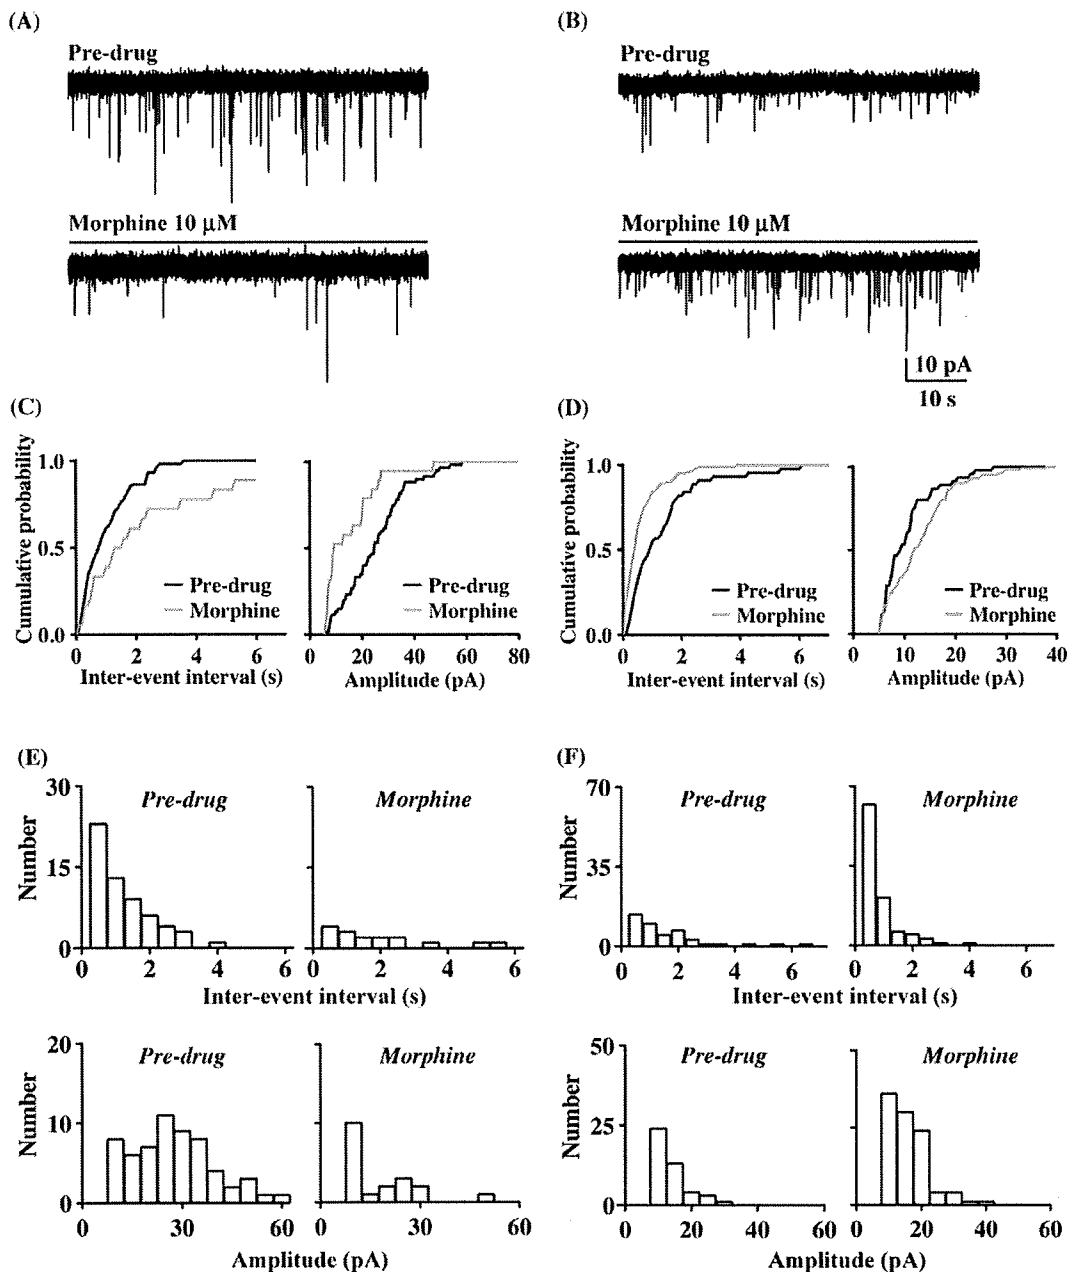 (A)
Pre-drug
Morphine 10 µM
(B)
Pre-drug
Morphine 10 µM
10 pA
10 s
(C)
Cumulative probability
1.0
0.5
0.0
Pre-drug
Morphine
0 2 4 6
Inter-event interval (s)
Pre-drug
Morphine
0 20 40 60 80
Amplitude (pA)
(D)
Cumulative probability
1.0
0.5
0.0
Pre-drug
Morphine
0 2 4 6
Inter-event interval (s)
Pre-drug
Morphine
0 10 20 30 40
Amplitude (pA)
(E)
Number
30
15
0
Pre-drug
Morphine
0 2 4 6
0 2 4 6
Inter-event interval (s)
Number
20
10
0
Pre-drug
Morphine
0 30 60
0 20 40 60
Amplitude (pA)
(F)
Number
70
35
0
Pre-drug
Morphine
0 2 4 6
0 2 4 6
Inter-event interval (s)
Number
50
25
0
Pre-drug
Morphine
0 20 40 60
0 20 40 60
Amplitude (pA)